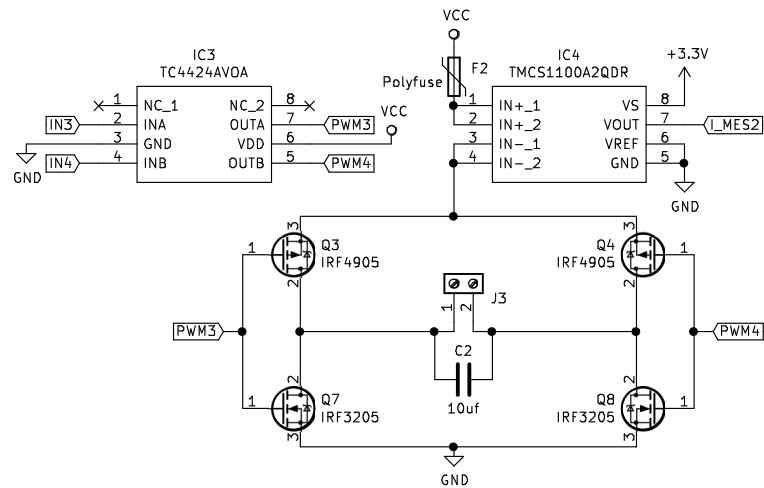 VCC
IC3
TC4424AVOA
1 NC_1 NC_2 8
IN3 2 INA OUTA 7 PWM3
3 GND VDD 6 VCC
IN4 4 INB OUTB 5 PWM4
GND
F2
Polyfuse
IC4
TMCS1100A2QDR
+3.3V
1 IN+_1 VS 8
2 IN+_2 VOUT 7 I_MES2
3 IN-_1 VREF 6
4 IN-_2 GND 5
GND
3
1 Q3
IRF4905
2
3
Q4 1
IRF4905
2
J3
1 2
PWM3
PWM4
C2
10uf
2
1 Q7
IRF3205
3
2
Q8 1
IRF3205
3
GND